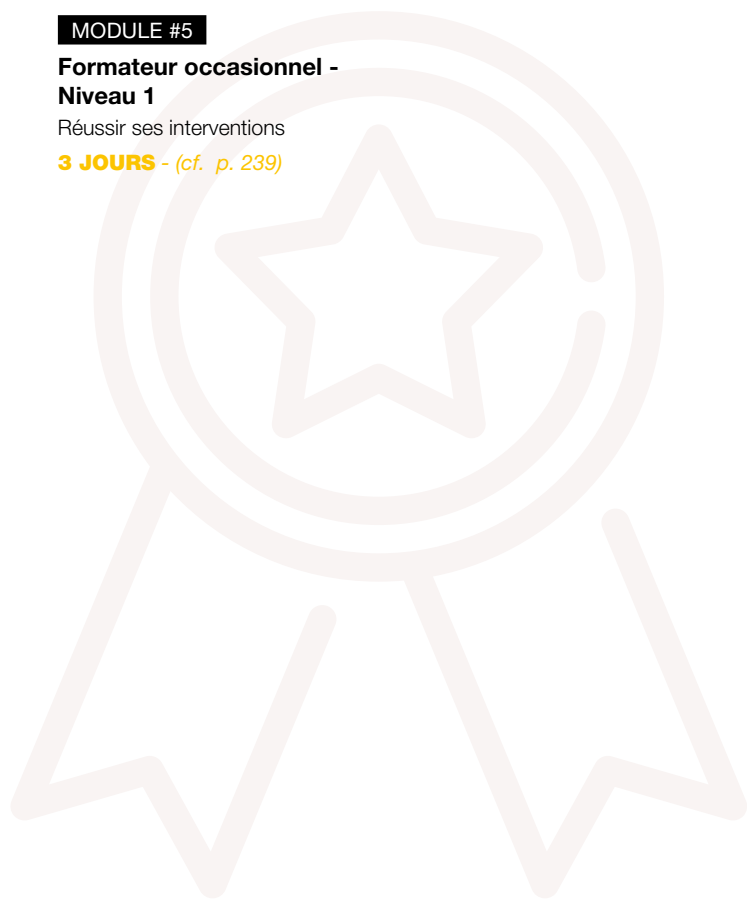 MODULE #5
Formateur occasionnel -
Niveau 1
Réussir ses interventions
3 JOURS - (cf. p. 239)